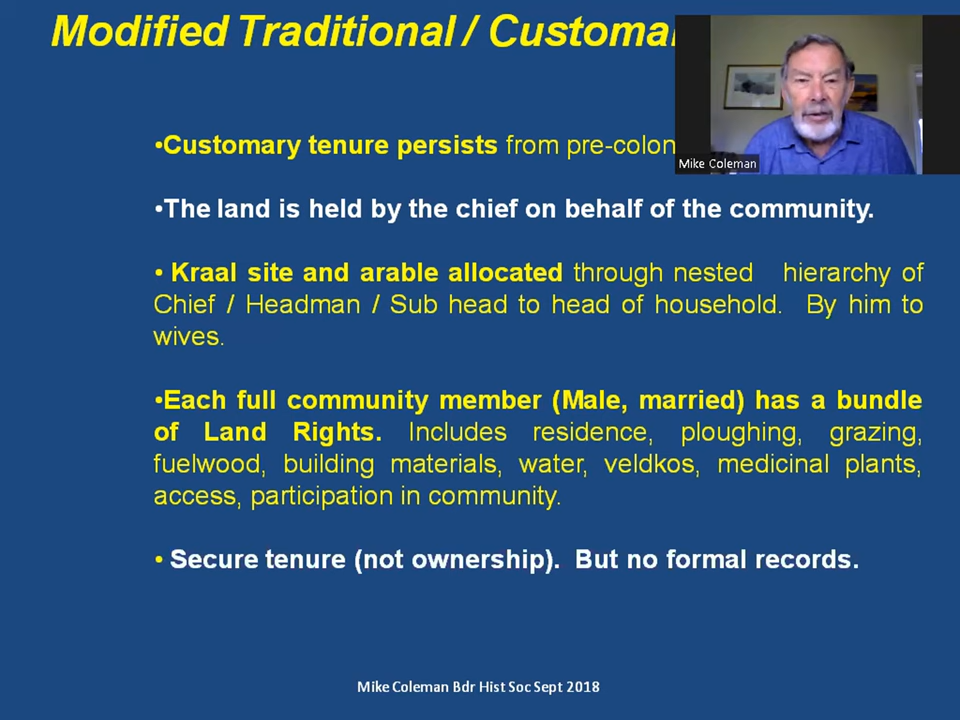 Modified Traditional / Customa
•Customary tenure persists from pre-colon
Mike Coleman
•The land is held by the chief on behalf of the community.
• Kraal site and arable allocated through nested hierarchy of
Chief / Headman / Sub head to head of household. By him to
wives.
•Each full community member (Male, married) has a bundle
of Land Rights. Includes residence, ploughing, grazing,
fuelwood, building materials, water, veldkos, medicinal plants,
access, participation in community.
• Secure tenure (not ownership). But no formal records.
Mike Coleman Bdr Hist Soc Sept 2018